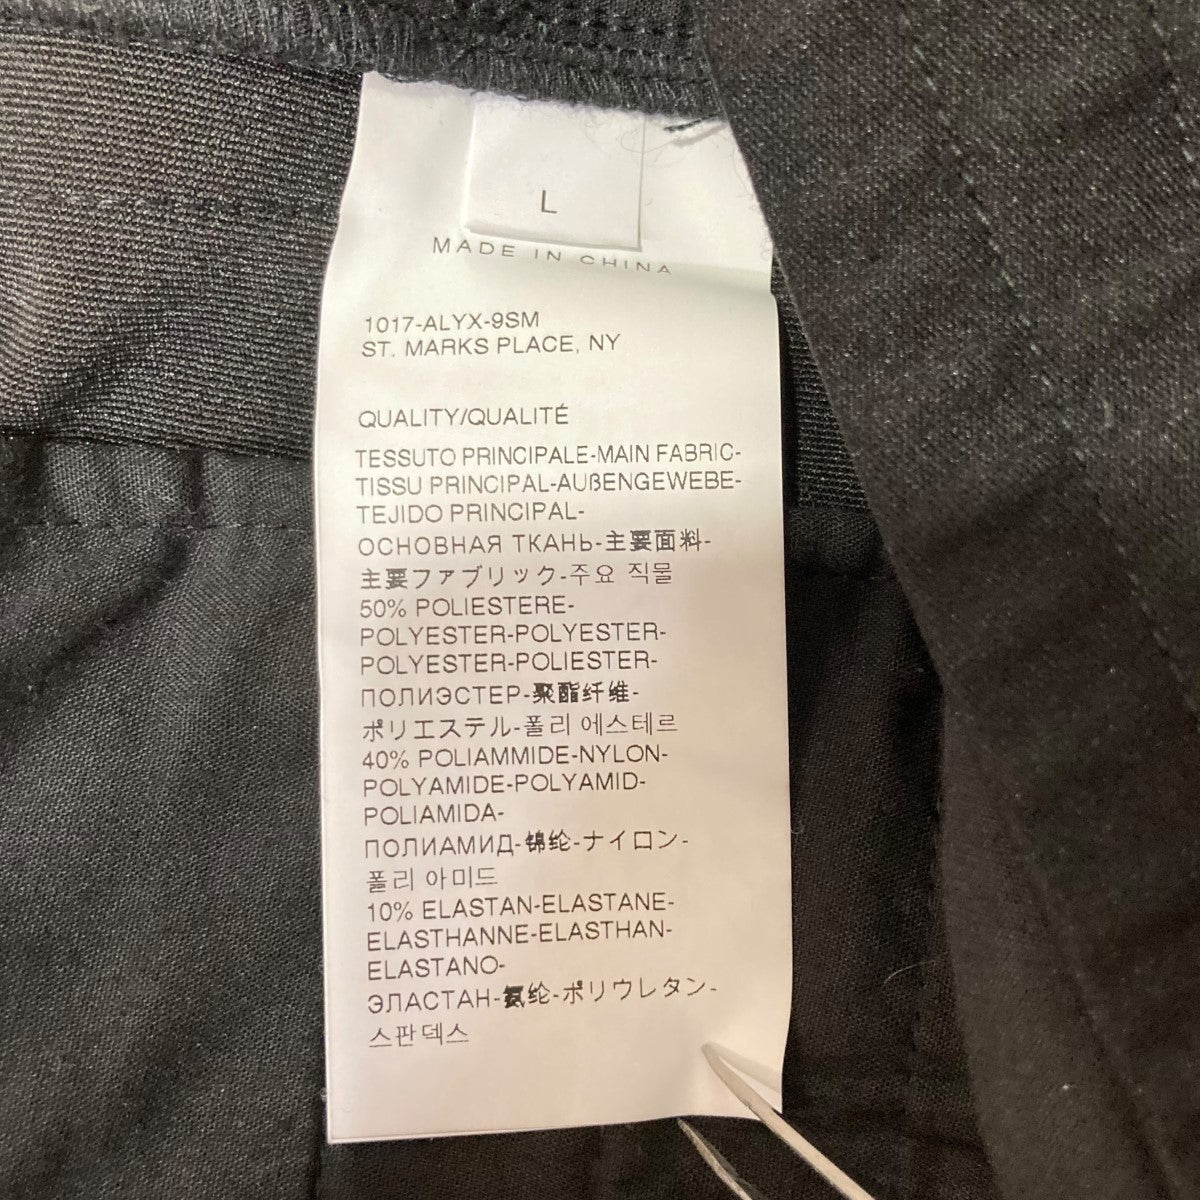 L
MADE IN CHINA
1017-ALYX-9SM
ST. MARKS PLACE, NY
QUALITY/QUALITÉ
TESSUTO PRINCIPALE-MAIN FABRIC-
TISSU PRINCIPAL-AUßENGEWEBE-
TEJIDO PRINCIPAL-
ОСНОВНАЯ ТКАНЬ-主要面料-
主要ファブリック-주요 직물
50% POLIESTERE-
POLYESTER-POLYESTER-
POLYESTER-POLIESTER-
ПОЛИЭСТЕР-聚酯纤维-
ポリエステル-폴리 에스테르
40% POLIAMMIDE-NYLON-
POLYAMIDE-POLYAMID-
POLIAMIDA-
ПОЛИАМИД-锦纶-ナイロン-
폴리 아미드
10% ELASTAN-ELASTANE-
ELASTHANNE-ELASTHAN-
ELASTANO-
ЭЛАСТАН-氨纶-ポリウレタン-
스판덱스